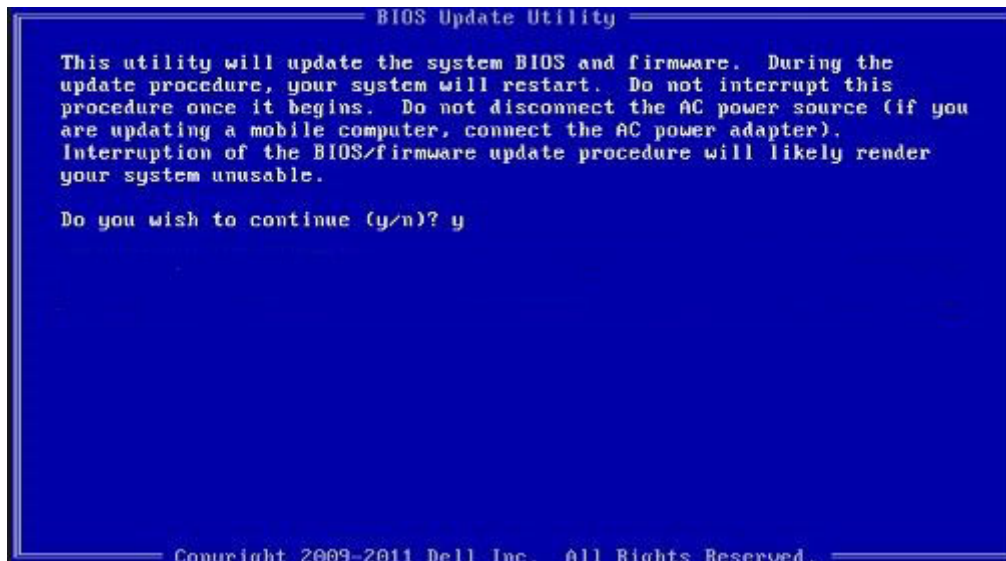 BIOS Update Utility
This utility will update the system BIOS and firmware. During the
update procedure, your system will restart. Do not interrupt this
procedure once it begins. Do not disconnect the AC power source (if you
are updating a mobile computer, connect the AC power adapter).
Interruption of the BIOS/firmware update procedure will likely render
your system unusable.
Do you wish to continue (y/n)? y
Copyright 2009-2011 Dell Inc. All Rights Reserved.